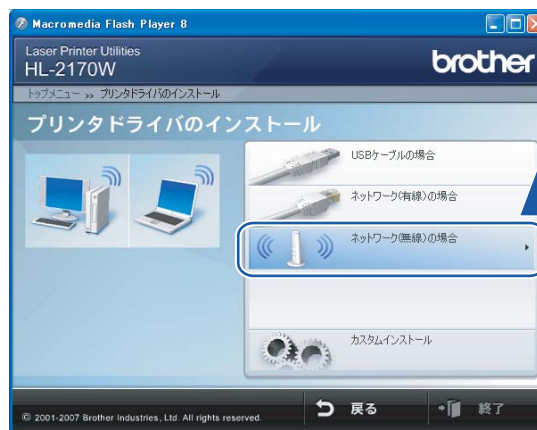 Macromedia Flash Player 8
Laser Printer Utilities
HL-2170W
brother
トップメニュー »» プリンタドライバのインストール
プリンタドライバのインストール
USBケーブルの場合
ネットワーク(有線)の場合
ネットワーク(無線)の場合
カスタムインストール
© 2001-2007 Brother Industries, Ltd. All rights reserved.
戻る
終了